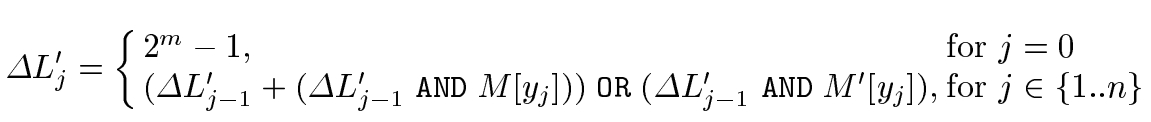 ΔL′_j = { 2^m − 1, for j = 0
(ΔL′_{j−1} + (ΔL′_{j−1} AND M[y_j])) OR (ΔL′_{j−1} AND M′[y_j]), for j ∈ {1..n}